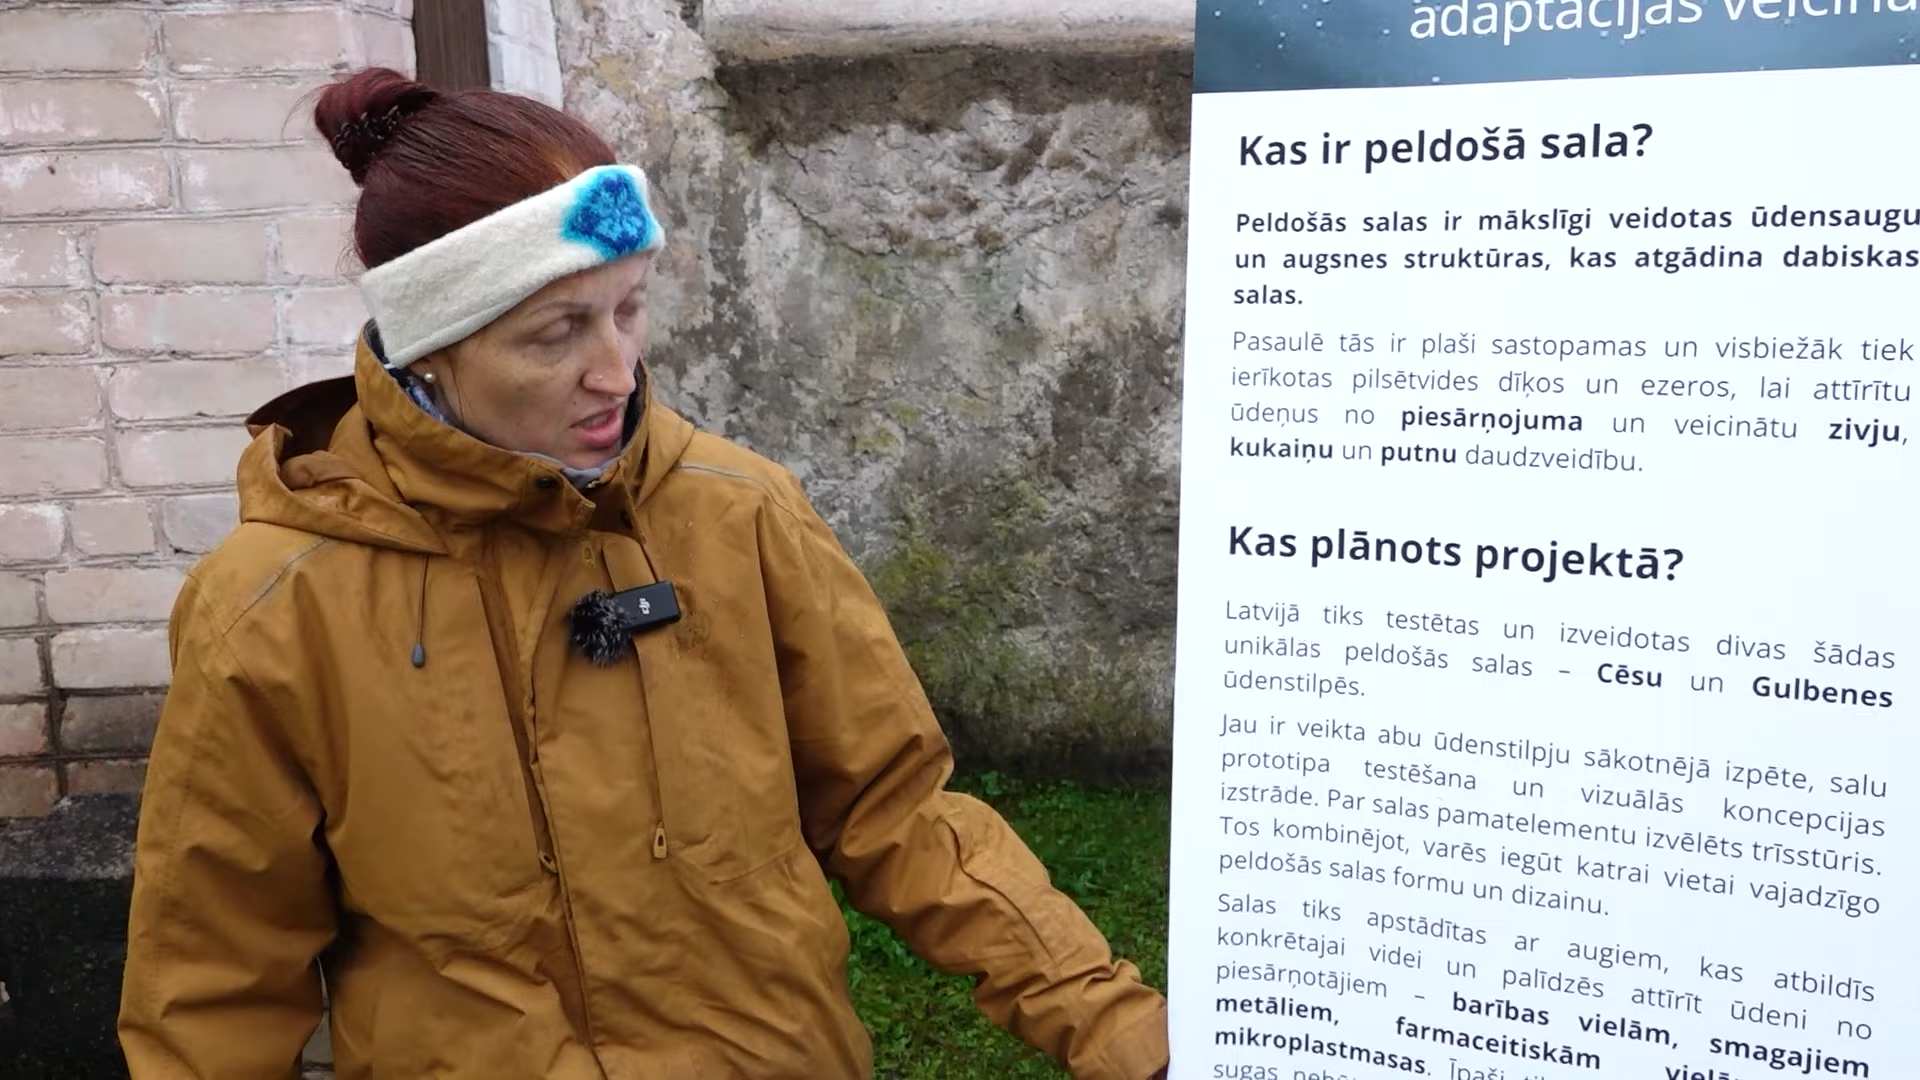 adaptācijas veicina
Kas ir peldošā sala?
Peldošās salas ir mākslīgi veidotas ūdensaugu
un augsnes struktūras, kas atgādina dabiskas
salas.
Pasaulē tās ir plaši sastopamas un visbiežāk tiek
ierīkotas pilsētvides dīķos un ezeros, lai attīrītu
ūdeņus no piesārņojuma un veicinātu zivju,
kukaiņu un putnu daudzveidību.
Kas plānots projektā?
Latvijā tiks testētas un izveidotas divas šādas
unikālas peldošās salas – Cēsu un Gulbenes
ūdenstilpēs.
Jau ir veikta abu ūdenstilpju sākotnējā izpēte, salu
prototipa testēšana un vizuālās koncepcijas
izstrāde. Par salas pamatelementu izvēlēts trīsstūris.
Tos kombinējot, varēs iegūt katrai vietai vajadzīgo
peldošās salas formu un dizainu.
Salas tiks apstādītas ar augiem, kas atbildīs
konkrētajai videi un palīdzēs attīrīt ūdeni no
piesārņotājiem – barības vielām, smagajiem
metāliem, farmaceitiskām
mikroplastmasas.
sugas
dji